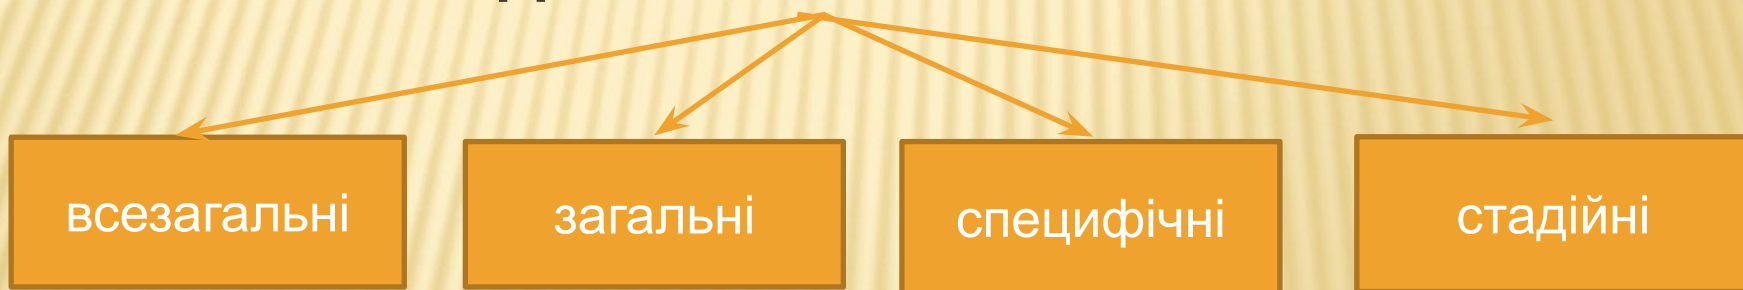 всезагальні
загальні
специфічні
стадійні